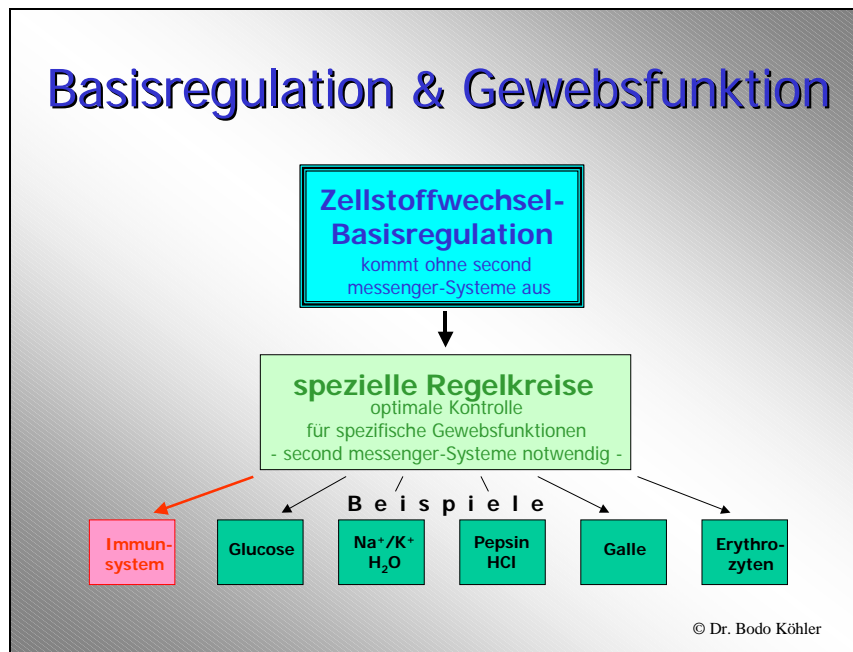 Basisregulation & Gewebsfunktion
Zellstoffwechsel-
Basisregulation
kommt ohne second
messenger-Systeme aus
spezielle Regelkreise
optimale Kontrolle
für spezifische Gewebsfunktionen
- second messenger-Systeme notwendig -
Beispiele
Immun-
system
Glucose
Na⁺/K⁺
H₂O
Pepsin
HCl
Galle
Erythro-
zyten
© Dr. Bodo Köhler